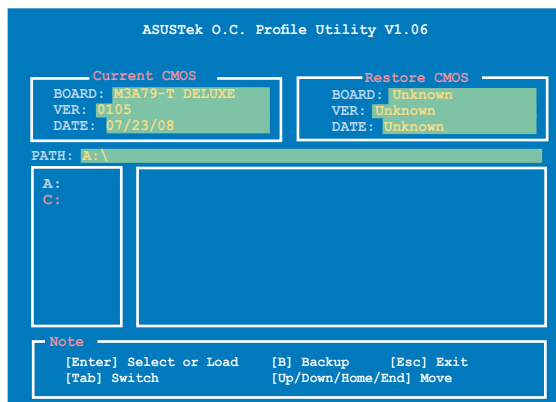 ASUSTek O.C. Profile Utility V1.06
Current CMOS
BOARD: M3A79-T DELUXE
VER: 0105
DATE: 07/23/08
Restore CMOS
BOARD: Unknown
VER: Unknown
DATE: Unknown
PATH: A:\
A:
C:
Note
[Enter] Select or Load [B] Backup [Esc] Exit
[Tab] Switch [Up/Down/Home/End] Move